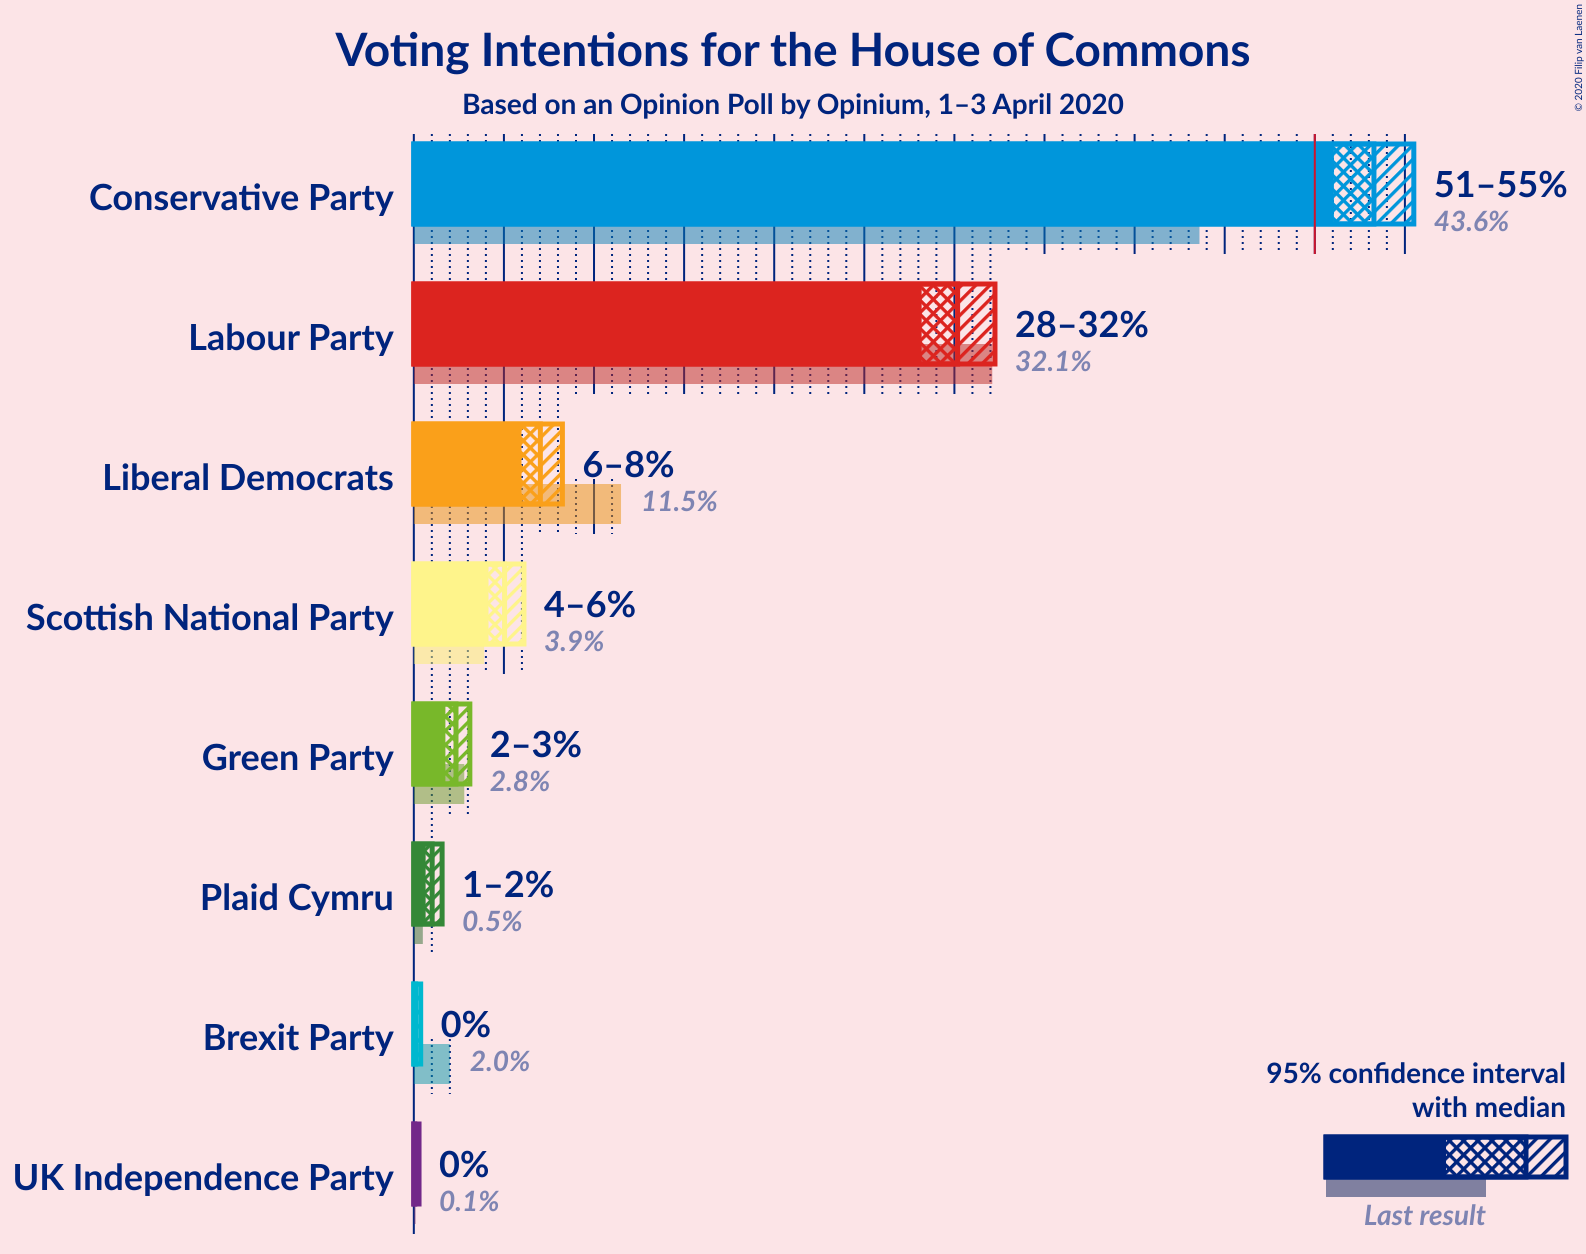 Voting Intentions for the House of Commons
Based on an Opinion Poll by Opinium, 1–3 April 2020
© 2020 Filip van Laenen
Conservative Party
51–55%
43.6%
Labour Party
28–32%
32.1%
Liberal Democrats
6–8%
11.5%
Scottish National Party
4–6%
3.9%
Green Party
2–3%
2.8%
Plaid Cymru
1–2%
0.5%
Brexit Party
0%
2.0%
UK Independence Party
0%
0.1%
95% confidence interval
with median
Last result